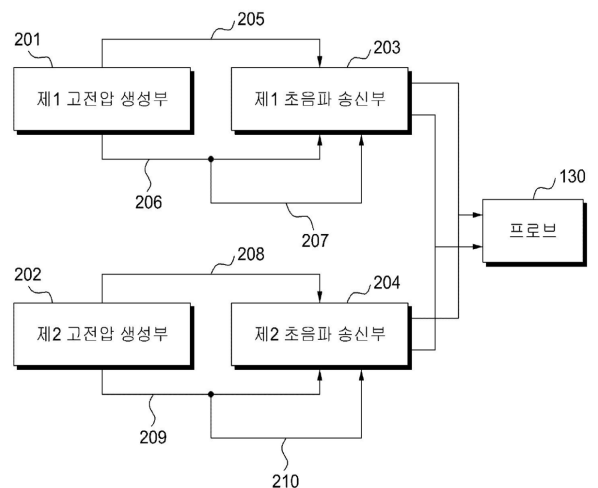 205
201
203
제1 고전압 생성부
제1 초음파 송신부
130
206
207
프로브
208
202
204
제2 고전압 생성부
제2 초음파 송신부
209
210